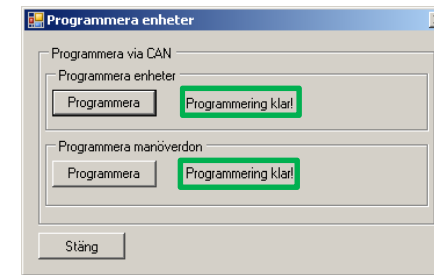 Programmera enheter
Programmera via CAN
Programmera enheter
Programmera Programmering klar!
Programmera manöverdon
Programmera Programmering klar!
Stäng